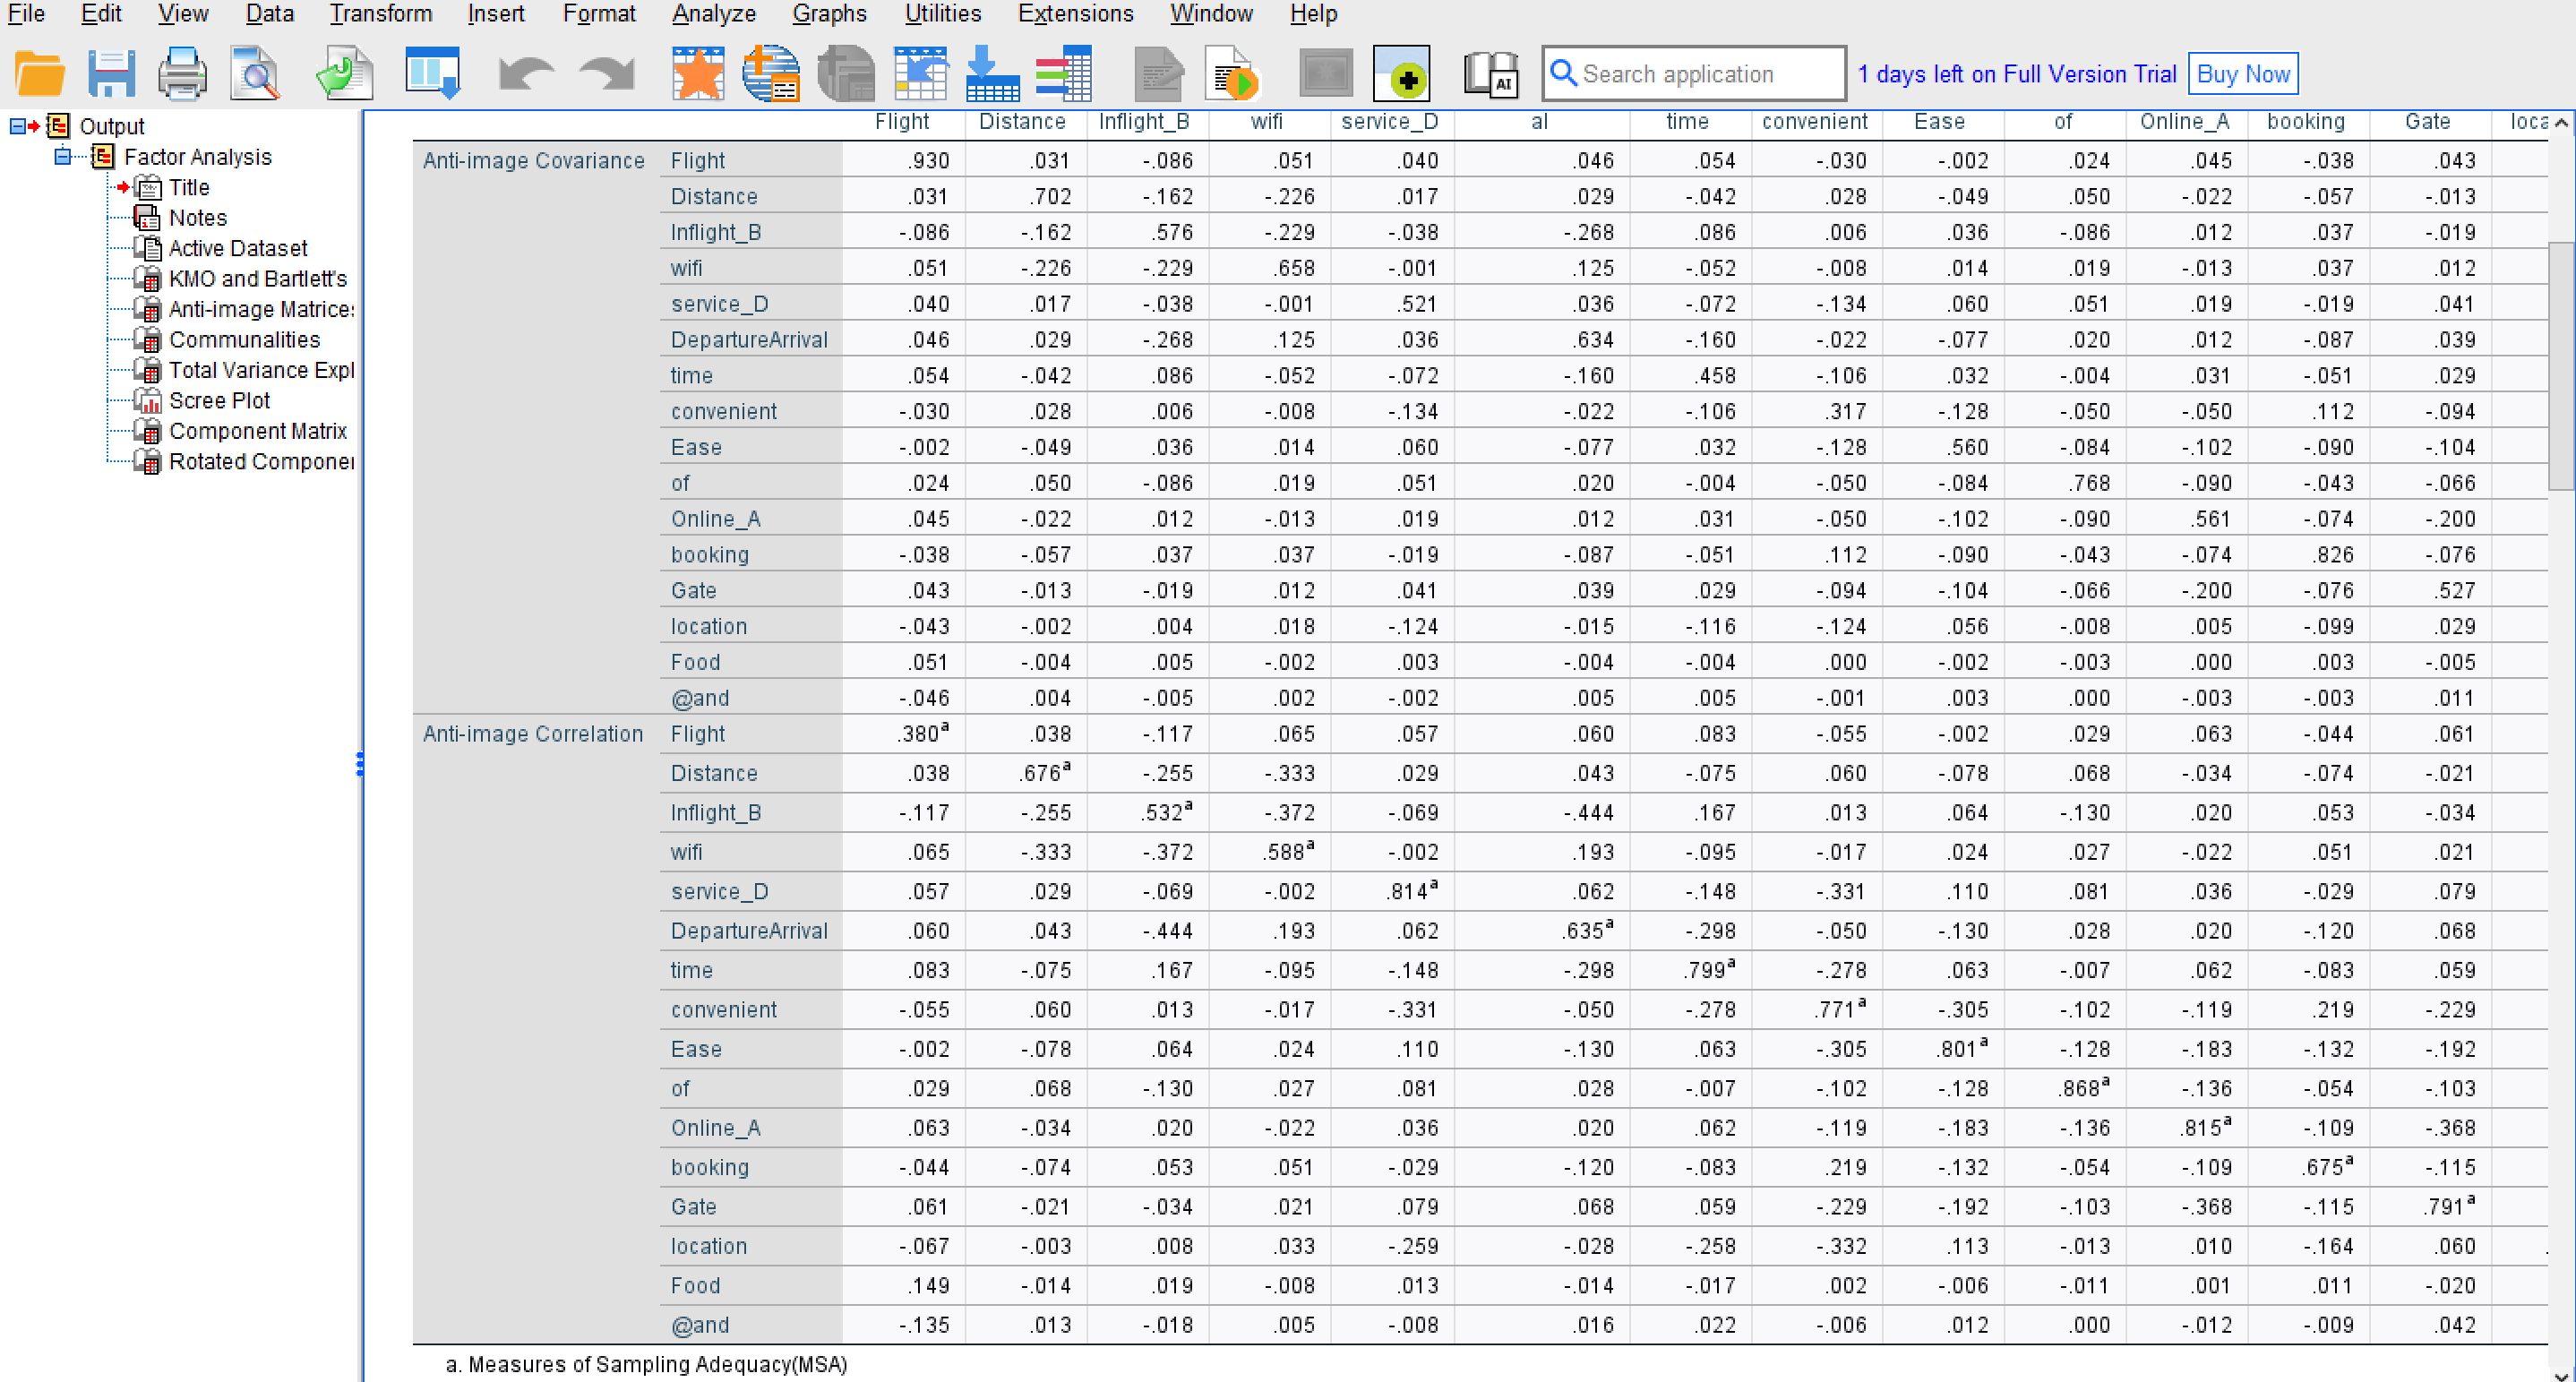 File Edit View Data Transform Insert Format Analyze Graphs Utilities Extensions Window Help
AI Search application 1 days left on Full Version Trial Buy Now
Output
Factor Analysis
Title
Notes
Active Dataset
KMO and Bartlett's
Anti-image Matrices
Communalities
Total Variance Expl
Scree Plot
Component Matrix
Rotated Componer
Flight Distance Inflight_B wifi service_D al time convenient Ease of Online_A booking Gate loca
Anti-image Covariance Flight .930 .031 -.086 .051 .040 .046 .054 -.030 -.002 .024 .045 -.038 .043
Distance .031 .702 -.162 -.226 .017 .029 -.042 .028 -.049 .050 -.022 -.057 -.013
Inflight_B -.086 -.162 .576 -.229 -.038 -.268 .086 .006 .036 -.086 .012 .037 -.019
wifi .051 -.226 -.229 .658 -.001 .125 -.052 -.008 .014 .019 -.013 .037 .012
service_D .040 .017 -.038 -.001 .521 .036 -.072 -.134 .060 .051 .019 -.019 .041
DepartureArrival .046 .029 -.268 .125 .036 .634 -.160 -.022 -.077 .020 .012 -.087 .039
time .054 -.042 .086 -.052 -.072 -.160 .458 -.106 .032 -.004 .031 -.051 .029
convenient -.030 .028 .006 -.008 -.134 -.022 -.106 .317 -.128 -.050 -.050 .112 -.094
Ease -.002 -.049 .036 .014 .060 -.077 .032 -.128 .560 -.084 -.102 -.090 -.104
of .024 .050 -.086 .019 .051 .020 -.004 -.050 -.084 .768 -.090 -.043 -.066
Online_A .045 -.022 .012 -.013 .019 .012 .031 -.050 -.102 -.090 .561 -.074 -.200
booking -.038 -.057 .037 .037 -.019 -.087 -.051 .112 -.090 -.043 -.074 .826 -.076
Gate .043 -.013 -.019 .012 .041 .039 .029 -.094 -.104 -.066 -.200 -.076 .527
location -.043 -.002 .004 .018 -.124 -.015 -.116 -.124 .056 -.008 .005 -.099 .029
Food .051 -.004 .005 -.002 .003 -.004 -.004 .000 -.002 -.003 .000 .003 -.005
@and -.046 .004 -.005 .002 -.002 .005 .005 -.001 .003 .000 -.003 -.003 .011
Anti-image Correlation Flight .380a .038 -.117 .065 .057 .060 .083 -.055 -.002 .029 .063 -.044 .061
Distance .038 .676a -.255 -.333 .029 .043 -.075 .060 -.078 .068 -.034 -.074 -.021
Inflight_B -.117 -.255 .532a -.372 -.069 -.444 .167 .013 .064 -.130 .020 .053 -.034
wifi .065 -.333 -.372 .588a -.002 .193 -.095 -.017 .024 .027 -.022 .051 .021
service_D .057 .029 -.069 -.002 .814a .062 -.148 -.331 .110 .081 .036 -.029 .079
DepartureArrival .060 .043 -.444 .193 .062 .635a -.298 -.050 -.130 .028 .020 -.120 .068
time .083 -.075 .167 -.095 -.148 -.298 .799a -.278 .063 -.007 .062 -.083 .059
convenient -.055 .060 .013 -.017 -.331 -.050 -.278 .771a -.305 -.102 -.119 .219 -.229
Ease -.002 -.078 .064 .024 .110 -.130 .063 -.305 .801a -.128 -.183 -.132 -.192
of .029 .068 -.130 .027 .081 .028 -.007 -.102 -.128 .868a -.136 -.054 -.103
Online_A .063 -.034 .020 -.022 .036 .020 .062 -.119 -.183 -.136 .815a -.109 -.368
booking -.044 -.074 .053 .051 -.029 -.120 -.083 .219 -.132 -.054 -.109 .675a -.115
Gate .061 -.021 -.034 .021 .079 .068 .059 -.229 -.192 -.103 -.368 -.115 .791a
location -.067 -.003 .008 .033 -.259 -.028 -.258 -.332 .113 -.013 .010 -.164 .060
Food .149 -.014 .019 -.008 .013 -.014 -.017 .002 -.006 -.011 .001 .011 -.020
@and -.135 .013 -.018 .005 -.008 .016 .022 -.006 .012 .000 -.012 -.009 .042
a. Measures of Sampling Adequacy(MSA)